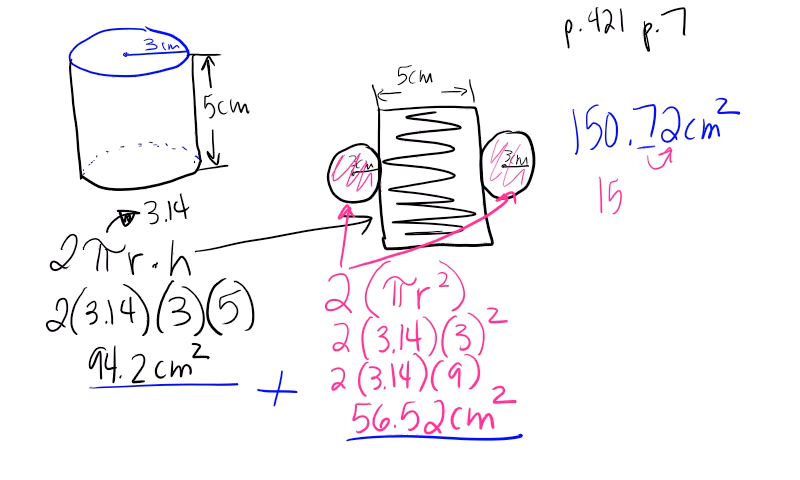 p.421 p.7
3cm
5cm
5cm
3cm
3cm
150.72cm²
15
3.14
2πr·h
2(3.14)(3)(5)
94.2cm²
+
2(πr²)
2(3.14)(3)²
2(3.14)(9)
56.52cm²